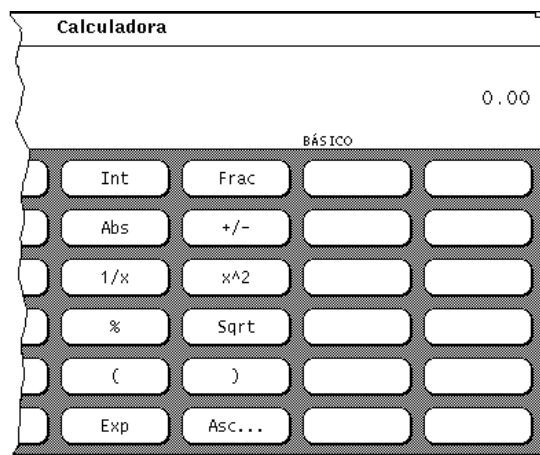 Calculadora
0.00
BÁSICO
Int Frac
Abs +/-
1/x x^2
% Sqrt
( )
Exp Asc...